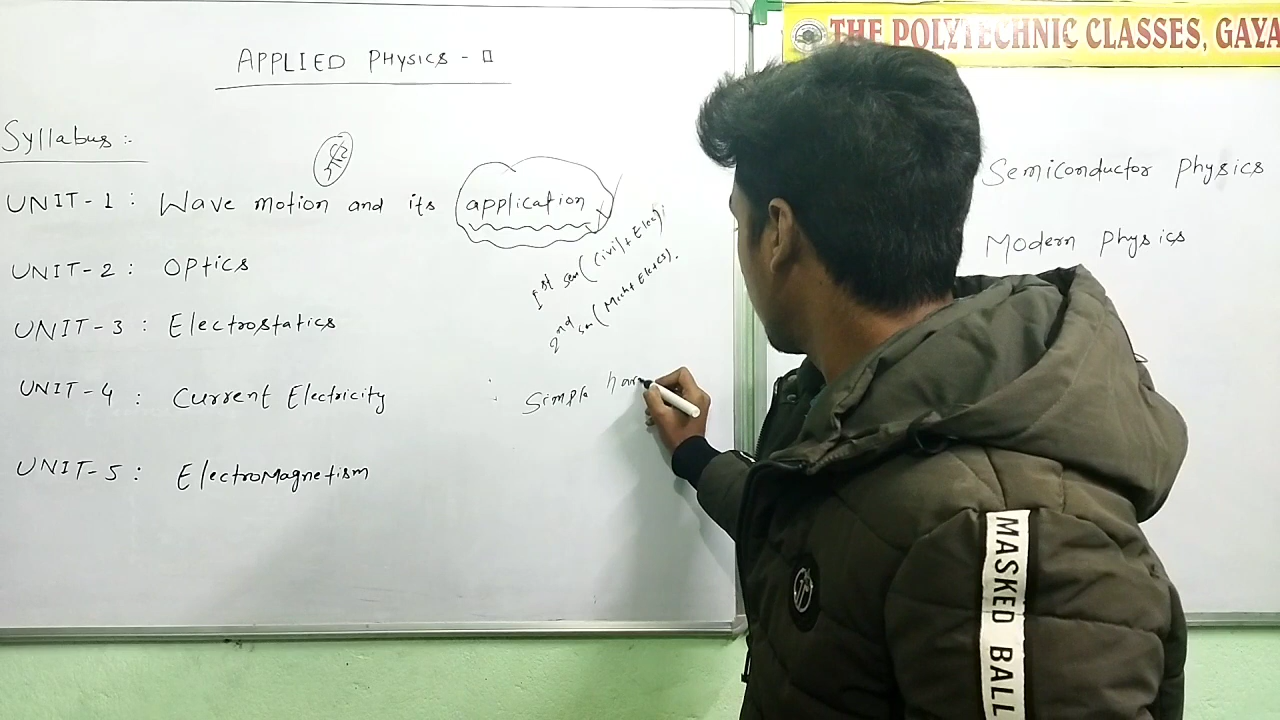 THE POLYTECHNIC CLASSES, GAYA
APPLIED PHYSICS - II
Syllabus :-
UNIT-1 : Wave motion and its application
UNIT-2 : Optics
UNIT-3 : Electrostatics
UNIT-4 : Current Electricity
UNIT-5 : ElectroMagnetism
1st sem (Civil + Elec) :
2nd sem (Mech +
: Simple har
Semiconductor Physics
Modern Physics
MASKED BALL